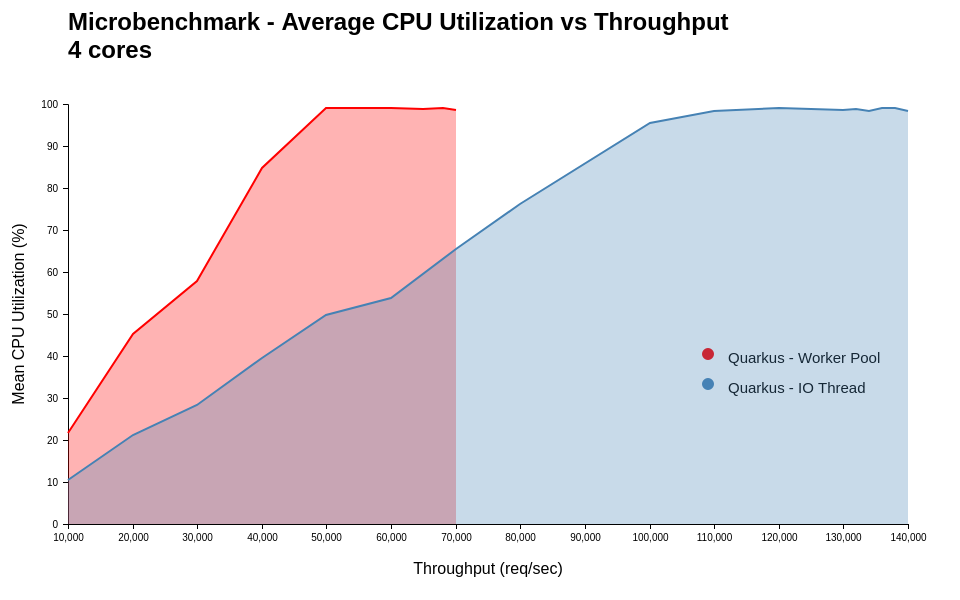 Microbenchmark - Average CPU Utilization vs Throughput
4 cores
Mean CPU Utilization (%)
100
90
80
70
60
50
40
30
20
10
0
Quarkus - Worker Pool
Quarkus - IO Thread
10,000 20,000 30,000 40,000 50,000 60,000 70,000 80,000 90,000 100,000 110,000 120,000 130,000 140,000
Throughput (req/sec)